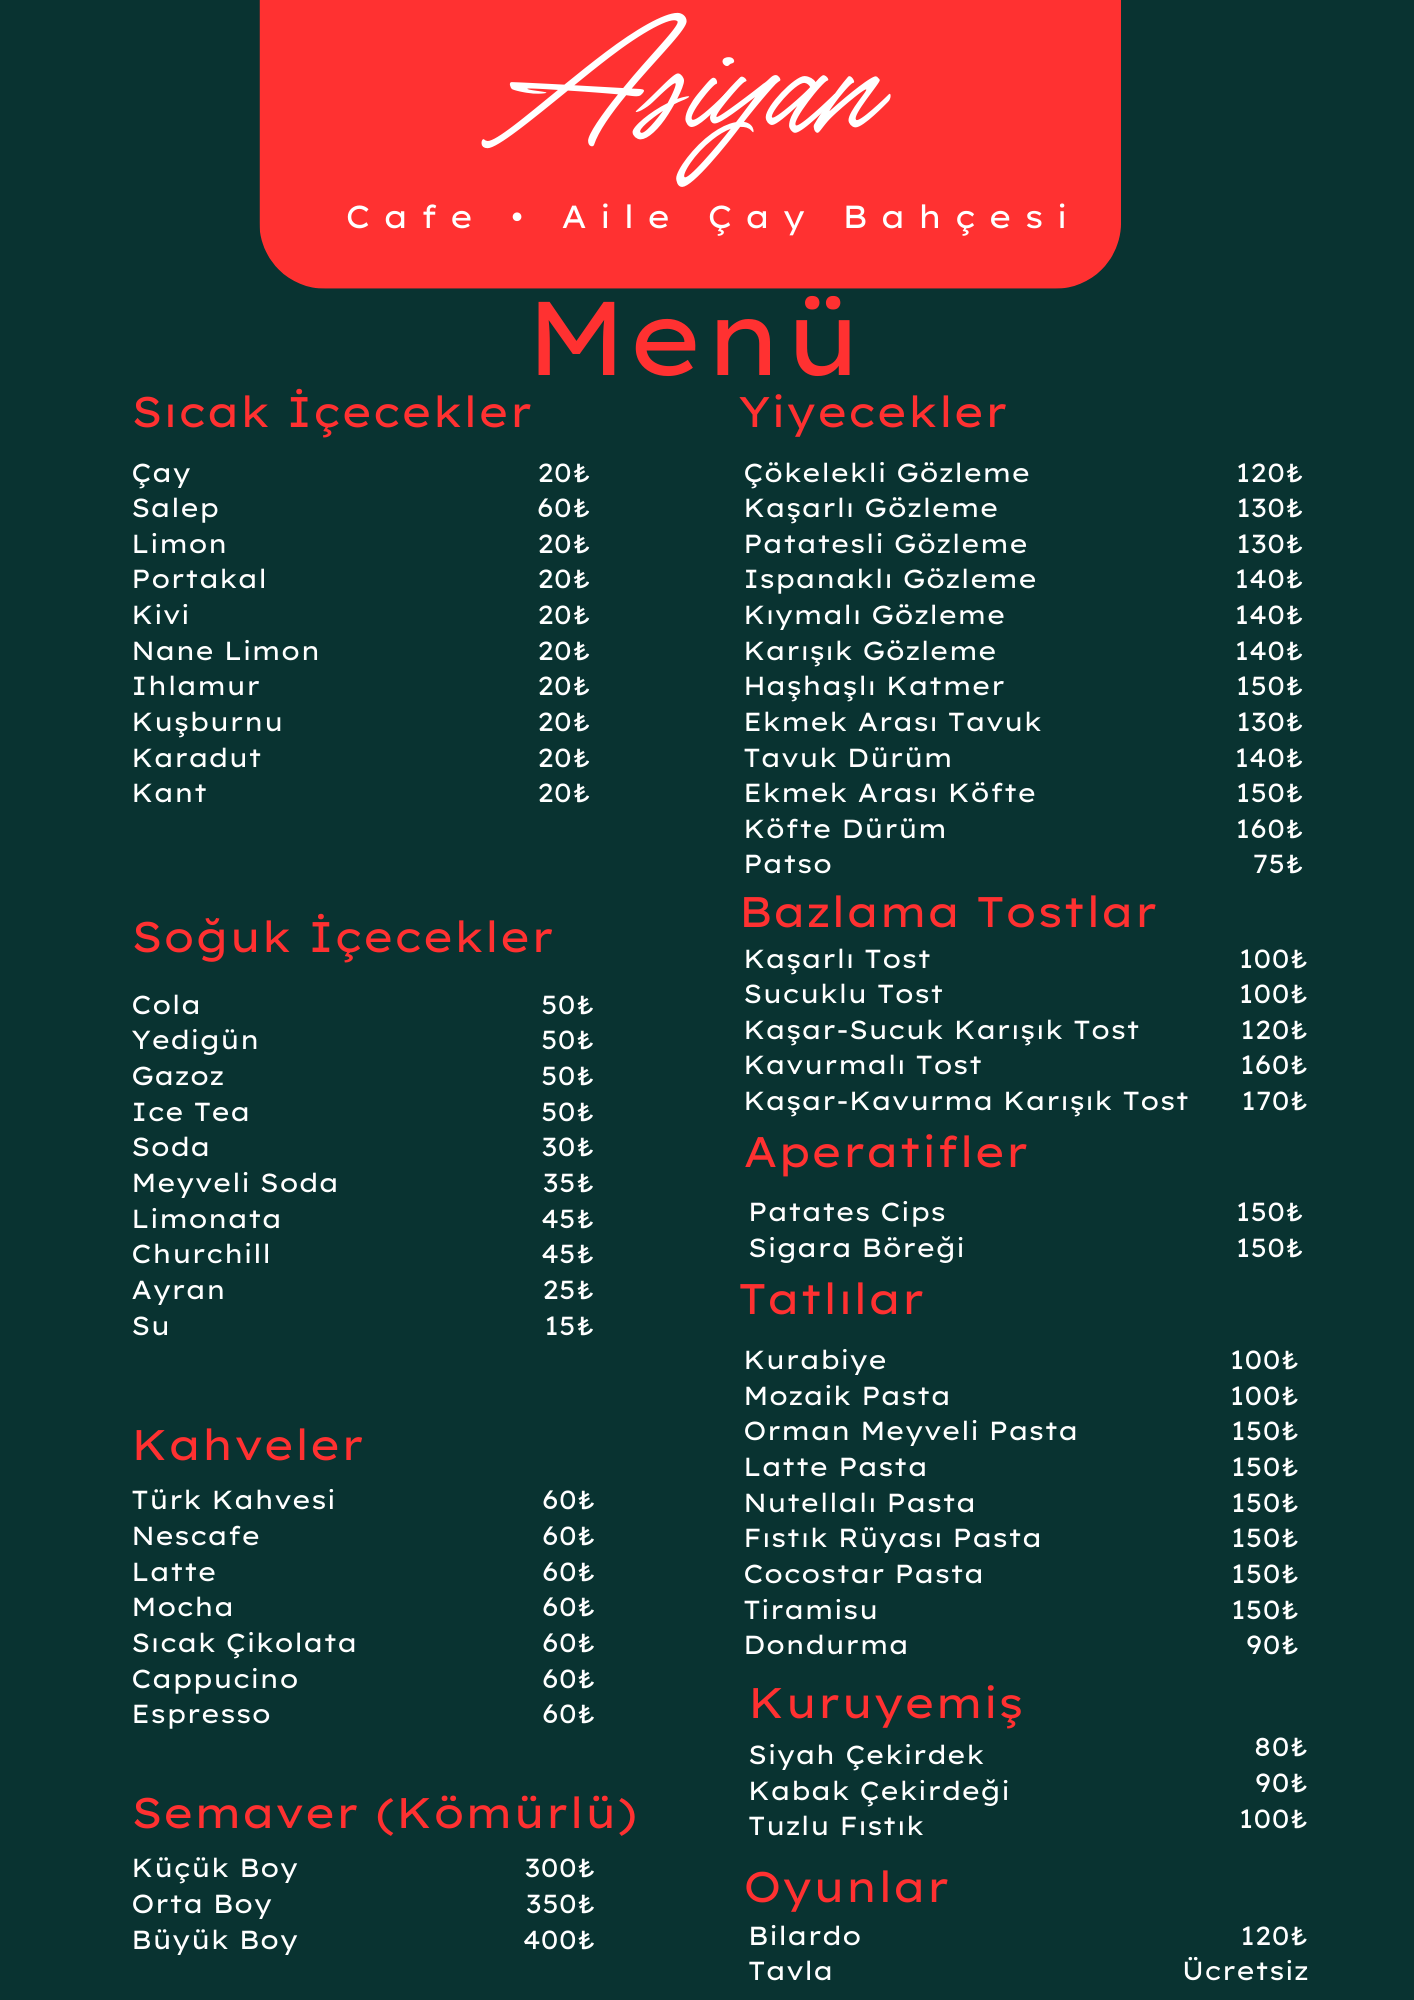 Asiyan
Cafe • Aile Çay Bahçesi
Menü
Sıcak İçecekler
Çay 20₺
Salep 60₺
Limon 20₺
Portakal 20₺
Kivi 20₺
Nane Limon 20₺
Ihlamur 20₺
Kuşburnu 20₺
Karadut 20₺
Kant 20₺
Soğuk İçecekler
Cola 50₺
Yedigün 50₺
Gazoz 50₺
Ice Tea 50₺
Soda 30₺
Meyveli Soda 35₺
Limonata 45₺
Churchill 45₺
Ayran 25₺
Su 15₺
Kahveler
Türk Kahvesi 60₺
Nescafe 60₺
Latte 60₺
Mocha 60₺
Sıcak Çikolata 60₺
Cappucino 60₺
Espresso 60₺
Semaver (Kömürlü)
Küçük Boy 300₺
Orta Boy 350₺
Büyük Boy 400₺
Yiyecekler
Çökelekli Gözleme 120₺
Kaşarlı Gözleme 130₺
Patatesli Gözleme 130₺
Ispanaklı Gözleme 140₺
Kıymalı Gözleme 140₺
Karışık Gözleme 140₺
Haşhaşlı Katmer 150₺
Ekmek Arası Tavuk 130₺
Tavuk Dürüm 140₺
Ekmek Arası Köfte 150₺
Köfte Dürüm 160₺
Patso 75₺
Bazlama Tostlar
Kaşarlı Tost 100₺
Sucuklu Tost 100₺
Kaşar-Sucuk Karışık Tost 120₺
Kavurmalı Tost 160₺
Kaşar-Kavurma Karışık Tost 170₺
Aperatifler
Patates Cips 150₺
Sigara Böreği 150₺
Tatlılar
Kurabiye 100₺
Mozaik Pasta 100₺
Orman Meyveli Pasta 150₺
Latte Pasta 150₺
Nutellalı Pasta 150₺
Fıstık Rüyası Pasta 150₺
Cocostar Pasta 150₺
Tiramisu 150₺
Dondurma 90₺
Kuruyemiş
Siyah Çekirdek 80₺
Kabak Çekirdeği 90₺
Tuzlu Fıstık 100₺
Oyunlar
Bilardo 120₺
Tavla Ücretsiz